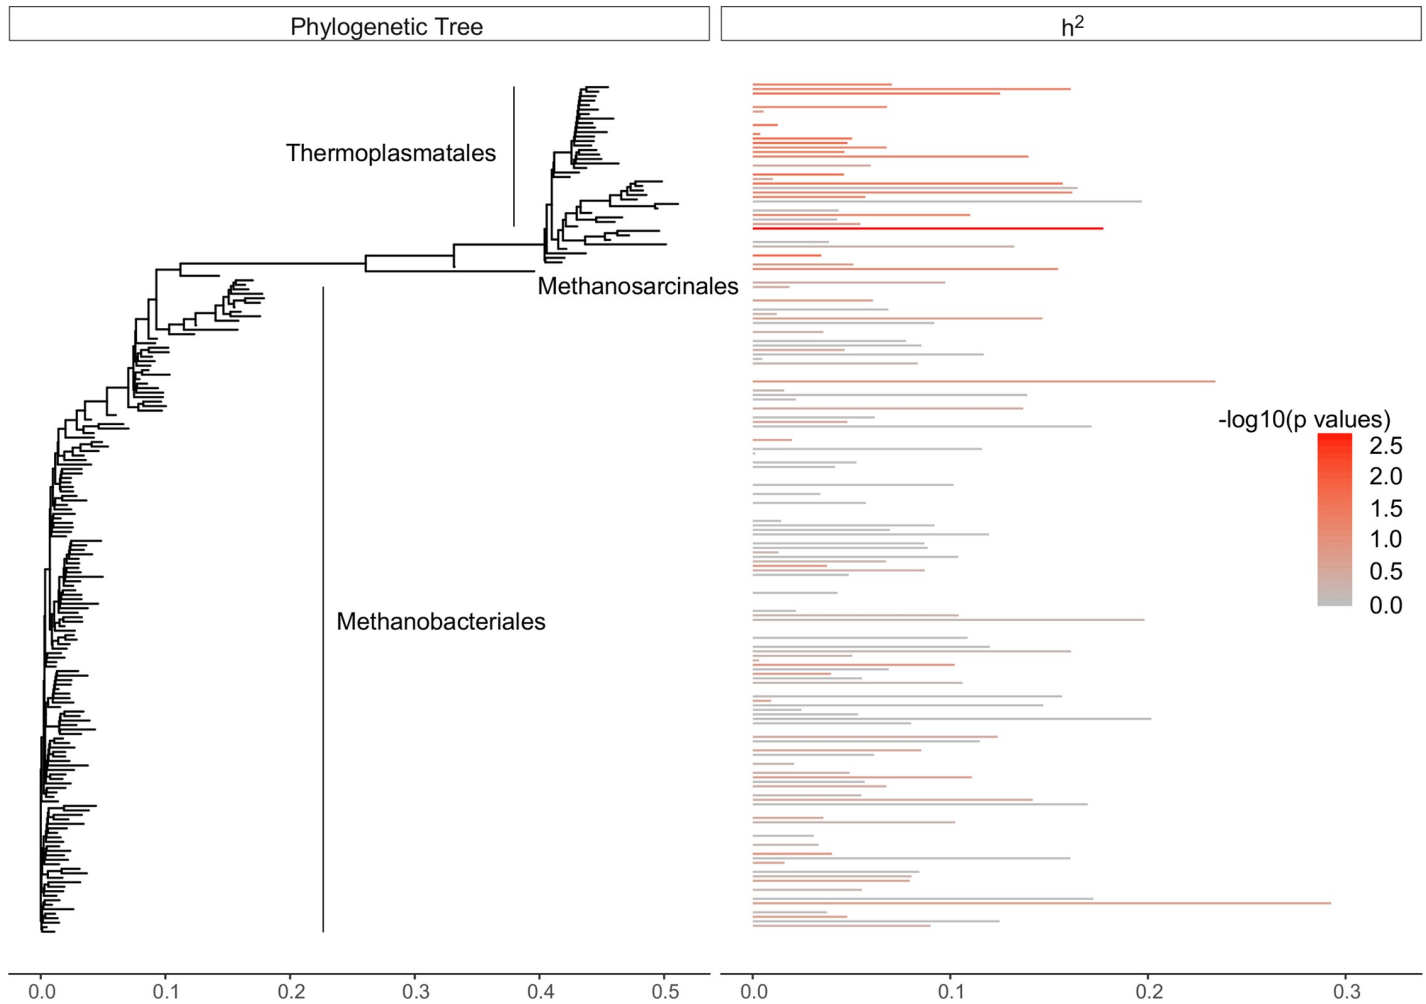 Phylogenetic Tree
h²
Thermoplasmatales
Methanosarcinales
Methanobacteriales
-log10(p values)
2.5
2.0
1.5
1.0
0.5
0.0
0.0 0.1 0.2 0.3 0.4 0.5
0.0 0.1 0.2 0.3